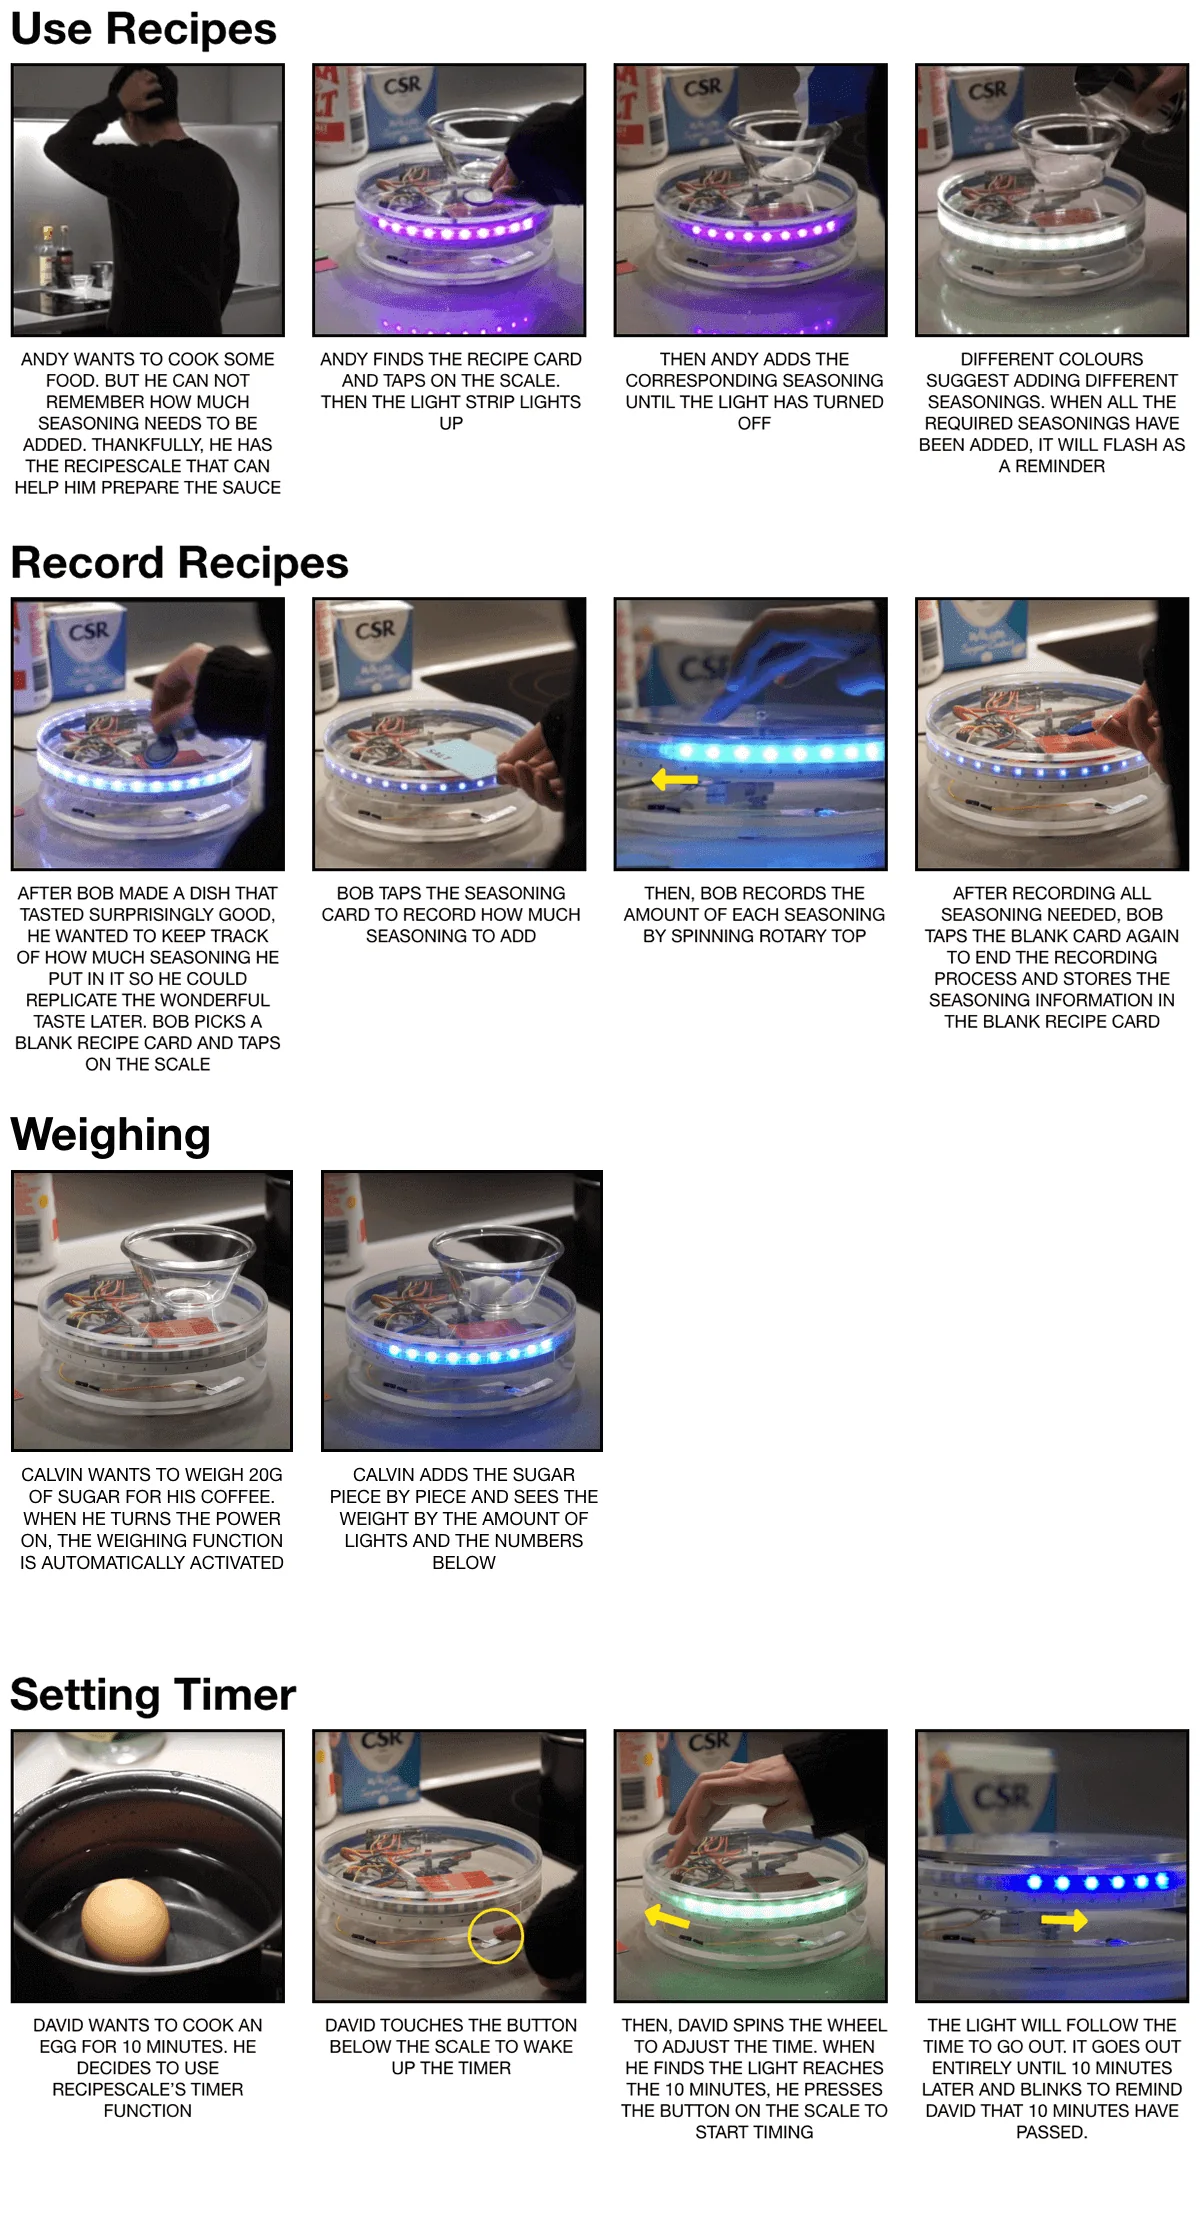 Use Recipes
CSR
CSR
CSR
ANDY WANTS TO COOK SOME
FOOD. BUT HE CAN NOT
REMEMBER HOW MUCH
SEASONING NEEDS TO BE
ADDED. THANKFULLY, HE HAS
THE RECIPESCALE THAT CAN
HELP HIM PREPARE THE SAUCE
ANDY FINDS THE RECIPE CARD
AND TAPS ON THE SCALE.
THEN THE LIGHT STRIP LIGHTS
UP
THEN ANDY ADDS THE
CORRESPONDING SEASONING
UNTIL THE LIGHT HAS TURNED
OFF
DIFFERENT COLOURS
SUGGEST ADDING DIFFERENT
SEASONINGS. WHEN ALL THE
REQUIRED SEASONINGS HAVE
BEEN ADDED, IT WILL FLASH AS
A REMINDER
Record Recipes
CSR
CSR
SALT
CSR
AFTER BOB MADE A DISH THAT
TASTED SURPRISINGLY GOOD,
HE WANTED TO KEEP TRACK
OF HOW MUCH SEASONING HE
PUT IN IT SO HE COULD
REPLICATE THE WONDERFUL
TASTE LATER. BOB PICKS A
BLANK RECIPE CARD AND TAPS
ON THE SCALE
BOB TAPS THE SEASONING
CARD TO RECORD HOW MUCH
SEASONING TO ADD
THEN, BOB RECORDS THE
AMOUNT OF EACH SEASONING
BY SPINNING ROTARY TOP
AFTER RECORDING ALL
SEASONING NEEDED, BOB
TAPS THE BLANK CARD AGAIN
TO END THE RECORDING
PROCESS AND STORES THE
SEASONING INFORMATION IN
THE BLANK RECIPE CARD
Weighing
CALVIN WANTS TO WEIGH 20G
OF SUGAR FOR HIS COFFEE.
WHEN HE TURNS THE POWER
ON, THE WEIGHING FUNCTION
IS AUTOMATICALLY ACTIVATED
CALVIN ADDS THE SUGAR
PIECE BY PIECE AND SEES THE
WEIGHT BY THE AMOUNT OF
LIGHTS AND THE NUMBERS
BELOW
Setting Timer
CSR
CSR
CSR
DAVID WANTS TO COOK AN
EGG FOR 10 MINUTES. HE
DECIDES TO USE
RECIPESCALE'S TIMER
FUNCTION
DAVID TOUCHES THE BUTTON
BELOW THE SCALE TO WAKE
UP THE TIMER
THEN, DAVID SPINS THE WHEEL
TO ADJUST THE TIME. WHEN
HE FINDS THE LIGHT REACHES
THE 10 MINUTES, HE PRESSES
THE BUTTON ON THE SCALE TO
START TIMING
THE LIGHT WILL FOLLOW THE
TIME TO GO OUT. IT GOES OUT
ENTIRELY UNTIL 10 MINUTES
LATER AND BLINKS TO REMIND
DAVID THAT 10 MINUTES HAVE
PASSED.